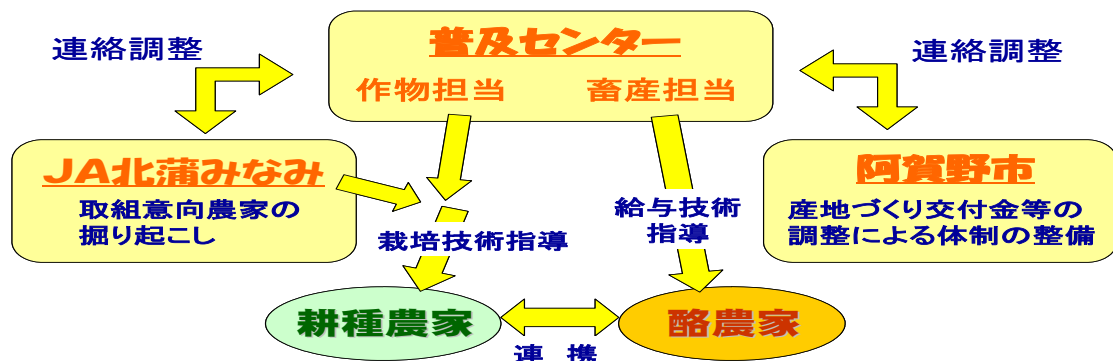 普及センター
連絡調整
連絡調整
作物担当
畜産担当
JA北蒲みなみ
取組意向農家の
掘り起こし
阿賀野市
産地づくり交付金等の
調整による体制の整備
栽培技術指導
給与技術
指導
耕種農家
酪農家
連 携